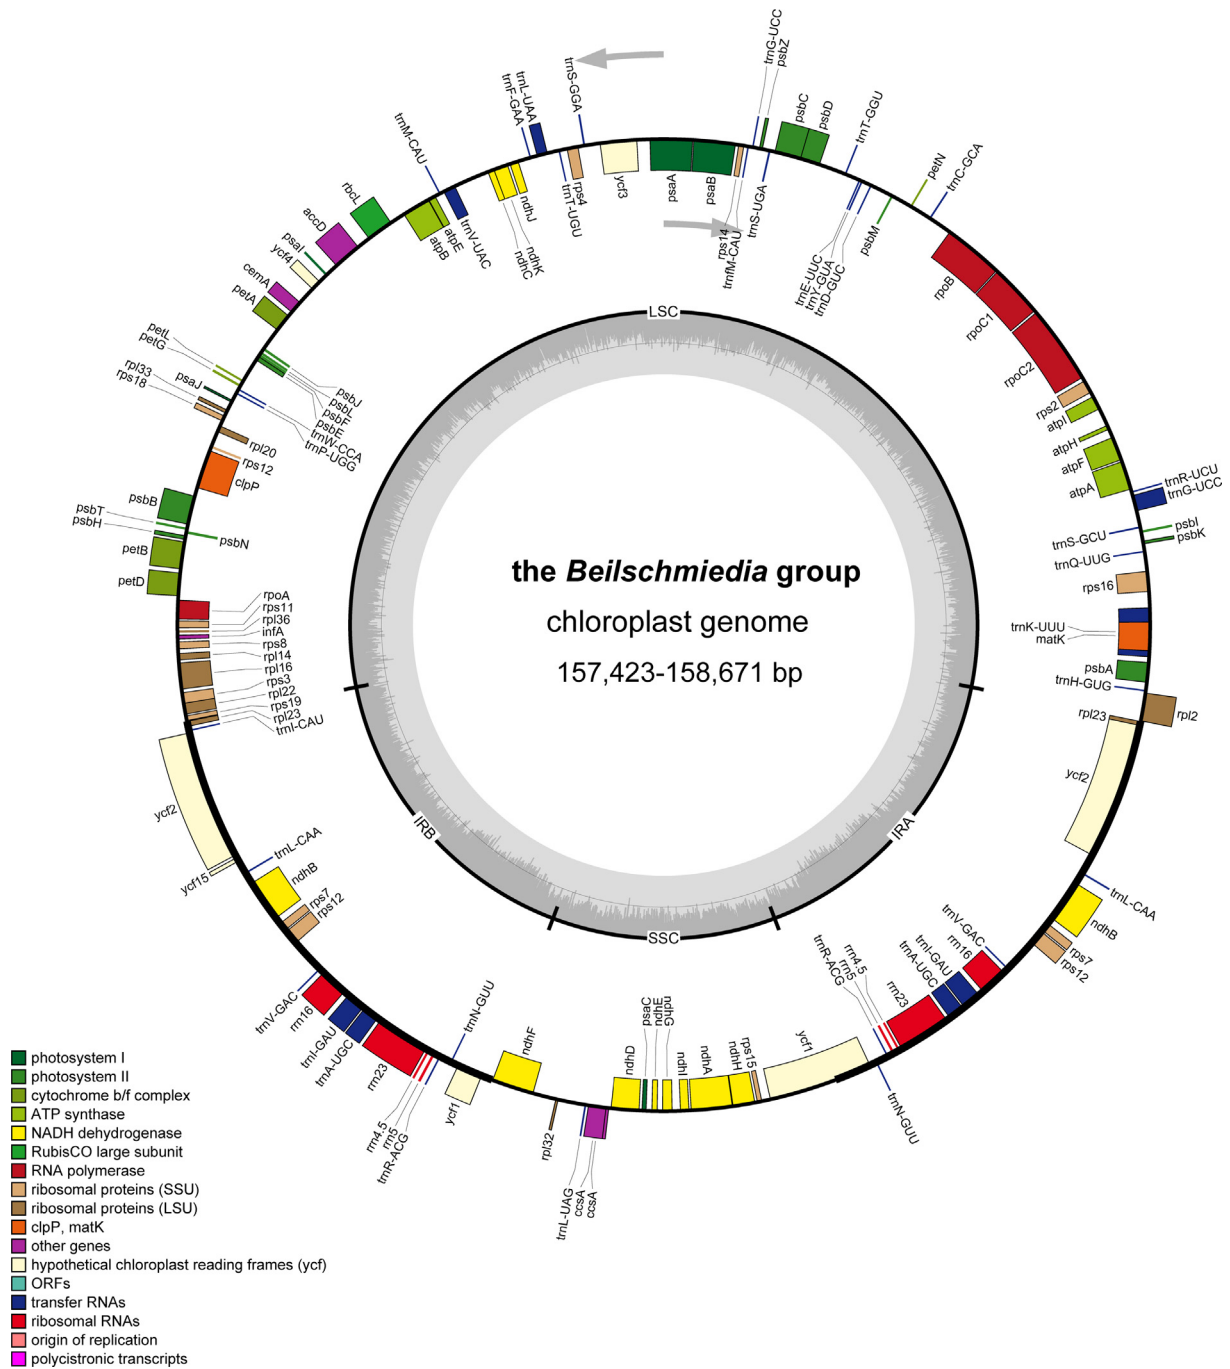 the Beilschmiedia group
chloroplast genome
157,423-158,671 bp
LSC
IRA
SSC
IRB
psaA
psaB
rps14
trnfM-CAU
trnG-UCC
psbZ
trnS-UGA
psbC
psbD
trnT-GGU
trnE-UUC
trnY-GUA
trnD-GUC
psbM
petN
trnC-GCA
rpoB
rpoC1
rpoC2
rps2
atpI
atpH
atpF
atpA
trnR-UCU
trnG-UCC
trnS-GCU
psbI
psbK
trnQ-UUG
rps16
trnK-UUU
matK
psbA
trnH-GUG
rpl2
rpl23
ycf2
trnL-CAA
ndhB
rps7
rps12
trnV-GAC
rrn16
trnI-GAU
trnA-UGC
rrn23
rrn4.5
rrn5
trnR-ACG
trnN-GUU
ycf1
rps15
ndhH
ndhA
ndhI
ndhG
ndhE
psaC
ndhD
ccsA
ccsA
trnL-UAG
rpl32
ndhF
ycf1
trnN-GUU
trnR-ACG
rrn5
rrn4.5
rrn23
trnA-UGC
trnI-GAU
rrn16
trnV-GAC
rps12
rps7
ndhB
trnL-CAA
ycf15
ycf2
trnI-CAU
rpl23
rps19
rpl22
rps3
rpl16
rpl14
rps8
infA
rpl36
rps11
rpoA
petD
petB
psbH
psbT
psbN
psbB
clpP
rps12
rpl20
rps18
rpl33
psaJ
trnP-UGG
trnW-CCA
petG
petL
psbE
psbF
psbL
psbJ
petA
cemA
ycf4
psaI
accD
rbcL
atpB
atpE
trnM-CAU
trnV-UAC
ndhC
ndhK
ndhJ
trnF-GAA
trnL-UAA
trnT-UGU
rps4
trnS-GGA
ycf3
photosystem I
photosystem II
cytochrome b/f complex
ATP synthase
NADH dehydrogenase
RubisCO large subunit
RNA polymerase
ribosomal proteins (SSU)
ribosomal proteins (LSU)
clpP, matK
other genes
hypothetical chloroplast reading frames (ycf)
ORFs
transfer RNAs
ribosomal RNAs
origin of replication
polycistronic transcripts